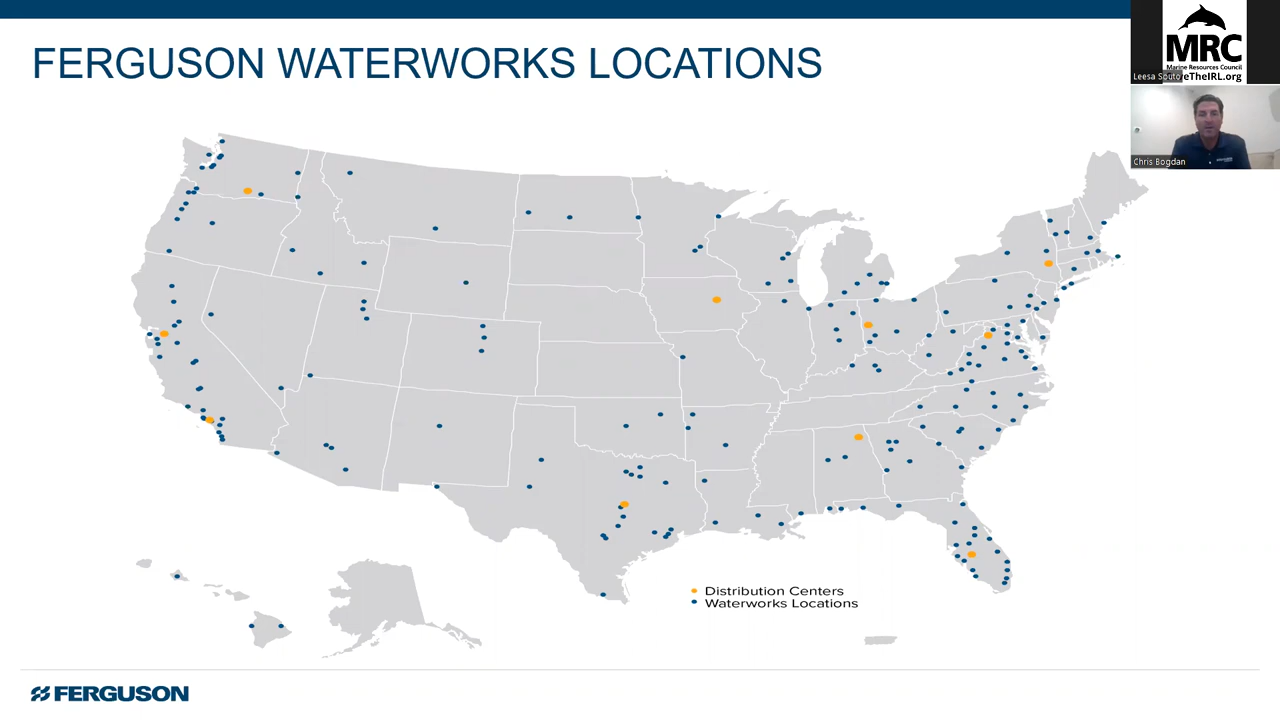 FERGUSON WATERWORKS LOCATIONS
MRC
Marine Resources Council
Leesa Souto
eTheIRL.org
Chris Bogdan
Distribution Centers
Waterworks Locations
FERGUSON